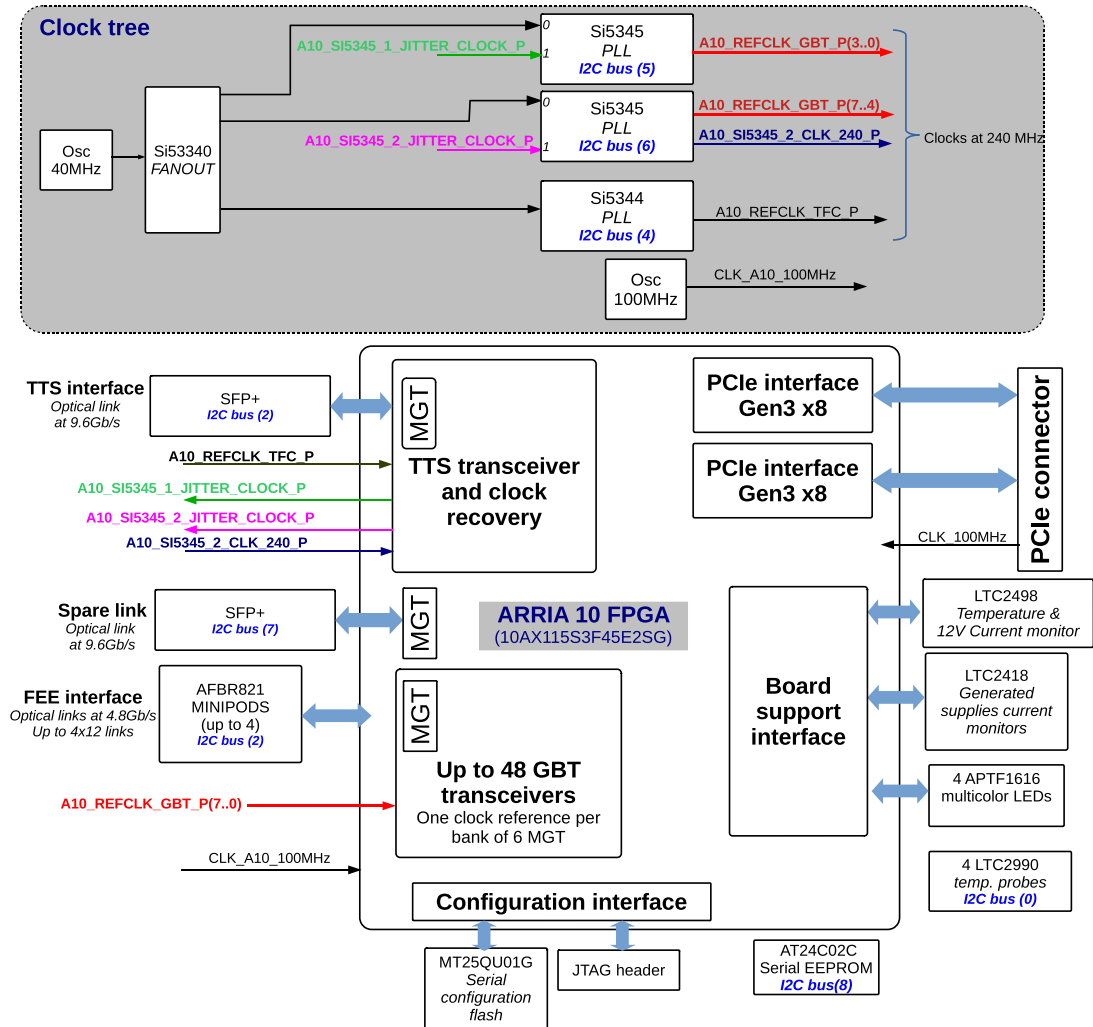 Clock tree
Osc
40MHz
Si53340
FANOUT
A10_SI5345_1_JITTER_CLOCK_P
0
1
Si5345
PLL
I2C bus (5)
A10_REFCLK_GBT_P(3..0)
A10_SI5345_2_JITTER_CLOCK_P
0
1
Si5345
PLL
I2C bus (6)
A10_REFCLK_GBT_P(7..4)
A10_SI5345_2_CLK_240_P
Clocks at 240 MHz
Si5344
PLL
I2C bus (4)
A10_REFCLK_TFC_P
Osc
100MHz
CLK_A10_100MHz
TTS interface
Optical link
at 9.6Gb/s
SFP+
I2C bus (2)
MGT
TTS transceiver
and clock
recovery
A10_REFCLK_TFC_P
A10_SI5345_1_JITTER_CLOCK_P
A10_SI5345_2_JITTER_CLOCK_P
A10_SI5345_2_CLK_240_P
PCIe interface
Gen3 x8
PCIe interface
Gen3 x8
PCIe connector
CLK_100MHz
Spare link
Optical link
at 9.6Gb/s
SFP+
I2C bus (7)
MGT
ARRIA 10 FPGA
(10AX115S3F45E2SG)
FEE interface
Optical links at 4.8Gb/s
Up to 4x12 links
AFBR821
MINIPODS
(up to 4)
I2C bus (2)
MGT
Up to 48 GBT
transceivers
One clock reference per
bank of 6 MGT
A10_REFCLK_GBT_P(7..0)
CLK_A10_100MHz
Board
support
interface
LTC2498
Temperature &
12V Current monitor
LTC2418
Generated
supplies current
monitors
4 APTF1616
multicolor LEDs
4 LTC2990
temp. probes
I2C bus (0)
Configuration interface
MT25QU01G
Serial
configuration
flash
JTAG header
AT24C02C
Serial EEPROM
I2C bus(8)